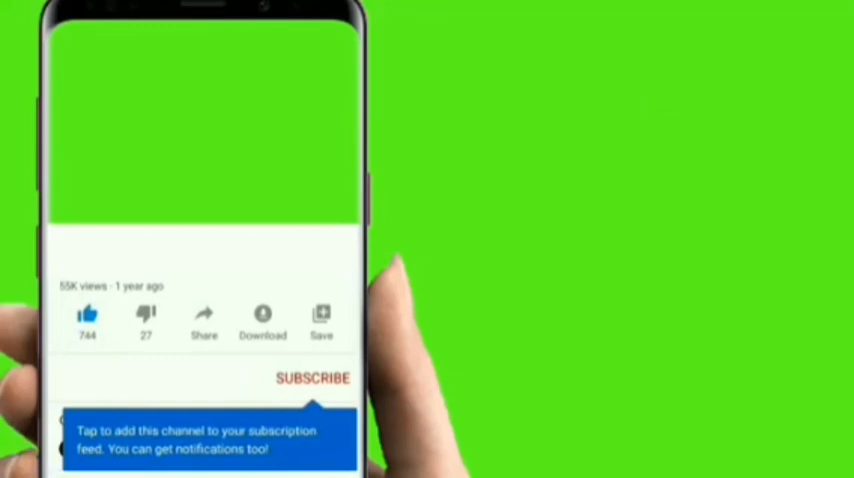 55K views · 1 year ago
744
27
Share
Download
Save
SUBSCRIBE
Tap to add this channel to your subscription
feed. You can get notifications too!